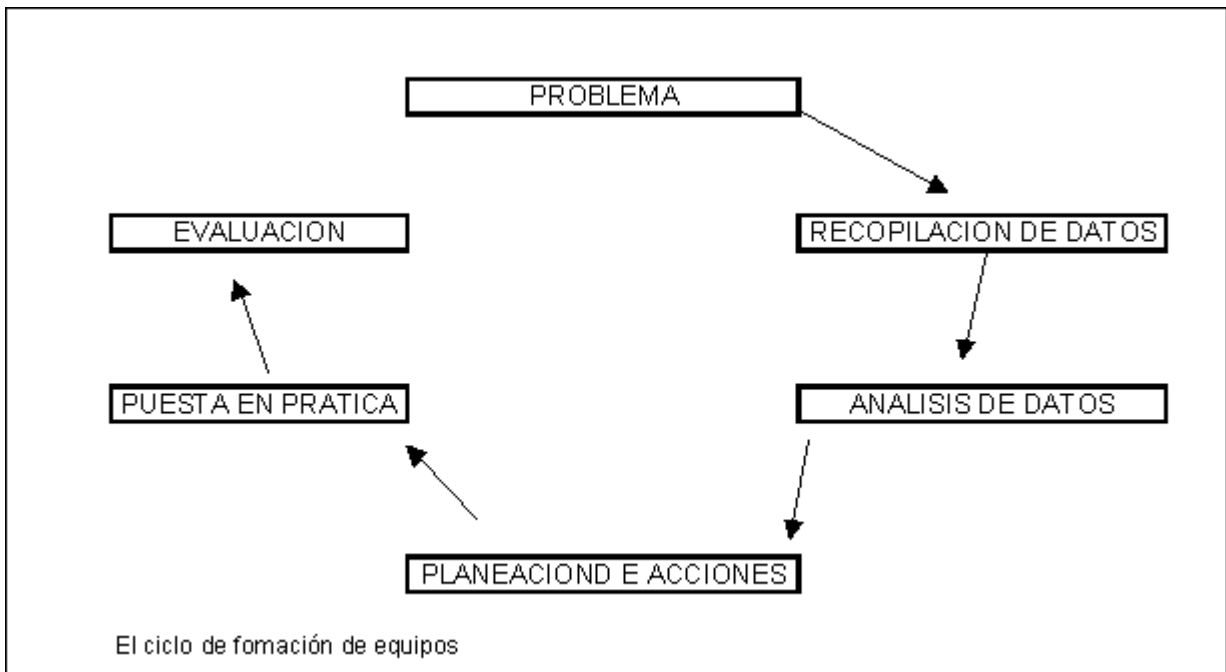 PROBLEMA
EVALUACION
RECOPILACION DE DATOS
PUESTA EN PRATICA
ANALISIS DE DATOS
PLANEACIOND E ACCIONES
El ciclo de fomación de equipos